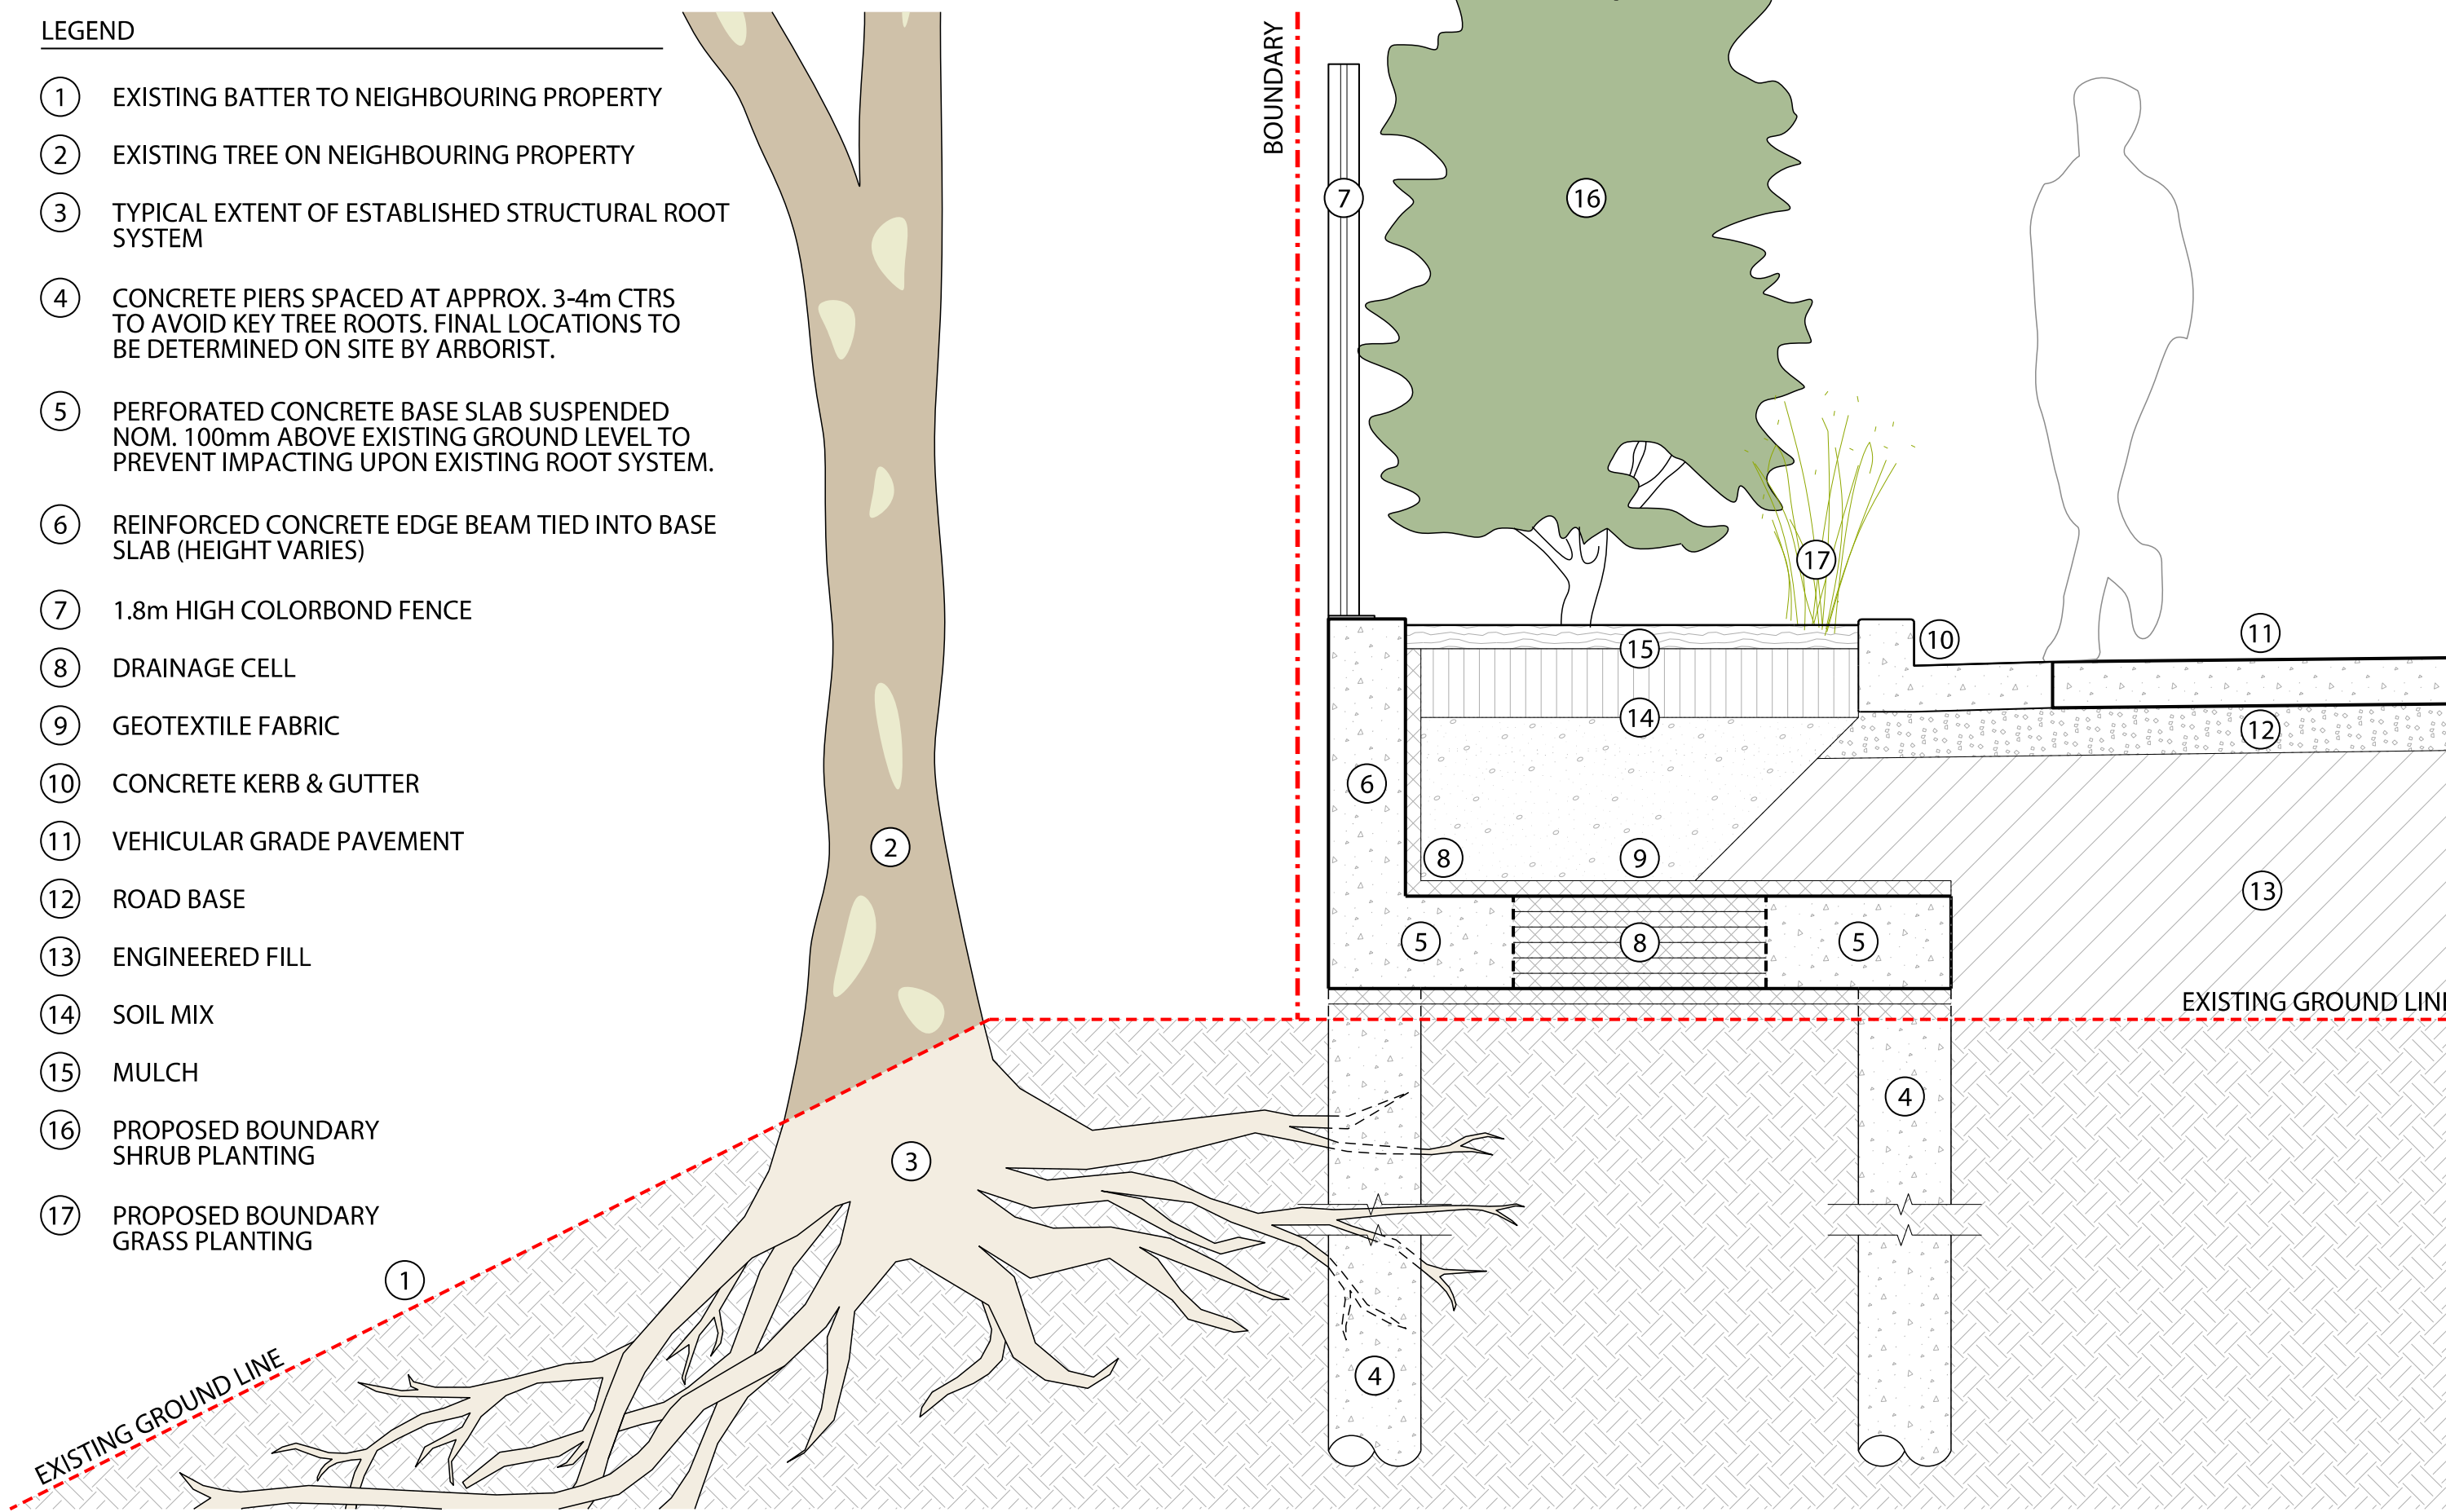 LEGEND
1 EXISTING BATTER TO NEIGHBOURING PROPERTY
2 EXISTING TREE ON NEIGHBOURING PROPERTY
3 TYPICAL EXTENT OF ESTABLISHED STRUCTURAL ROOT
SYSTEM
4 CONCRETE PIERS SPACED AT APPROX. 3-4m CTRS
TO AVOID KEY TREE ROOTS. FINAL LOCATIONS TO
BE DETERMINED ON SITE BY ARBORIST.
5 PERFORATED CONCRETE BASE SLAB SUSPENDED
NOM. 100mm ABOVE EXISTING GROUND LEVEL TO
PREVENT IMPACTING UPON EXISTING ROOT SYSTEM.
6 REINFORCED CONCRETE EDGE BEAM TIED INTO BASE
SLAB (HEIGHT VARIES)
7 1.8m HIGH COLORBOND FENCE
8 DRAINAGE CELL
9 GEOTEXTILE FABRIC
10 CONCRETE KERB & GUTTER
11 VEHICULAR GRADE PAVEMENT
12 ROAD BASE
13 ENGINEERED FILL
14 SOIL MIX
15 MULCH
16 PROPOSED BOUNDARY
SHRUB PLANTING
17 PROPOSED BOUNDARY
GRASS PLANTING
1
EXISTING GROUND LINE
2
3
BOUNDARY
7
16
17
15
10
11
14
12
6
8
9
13
5
8
5
EXISTING GROUND LINE
4
4